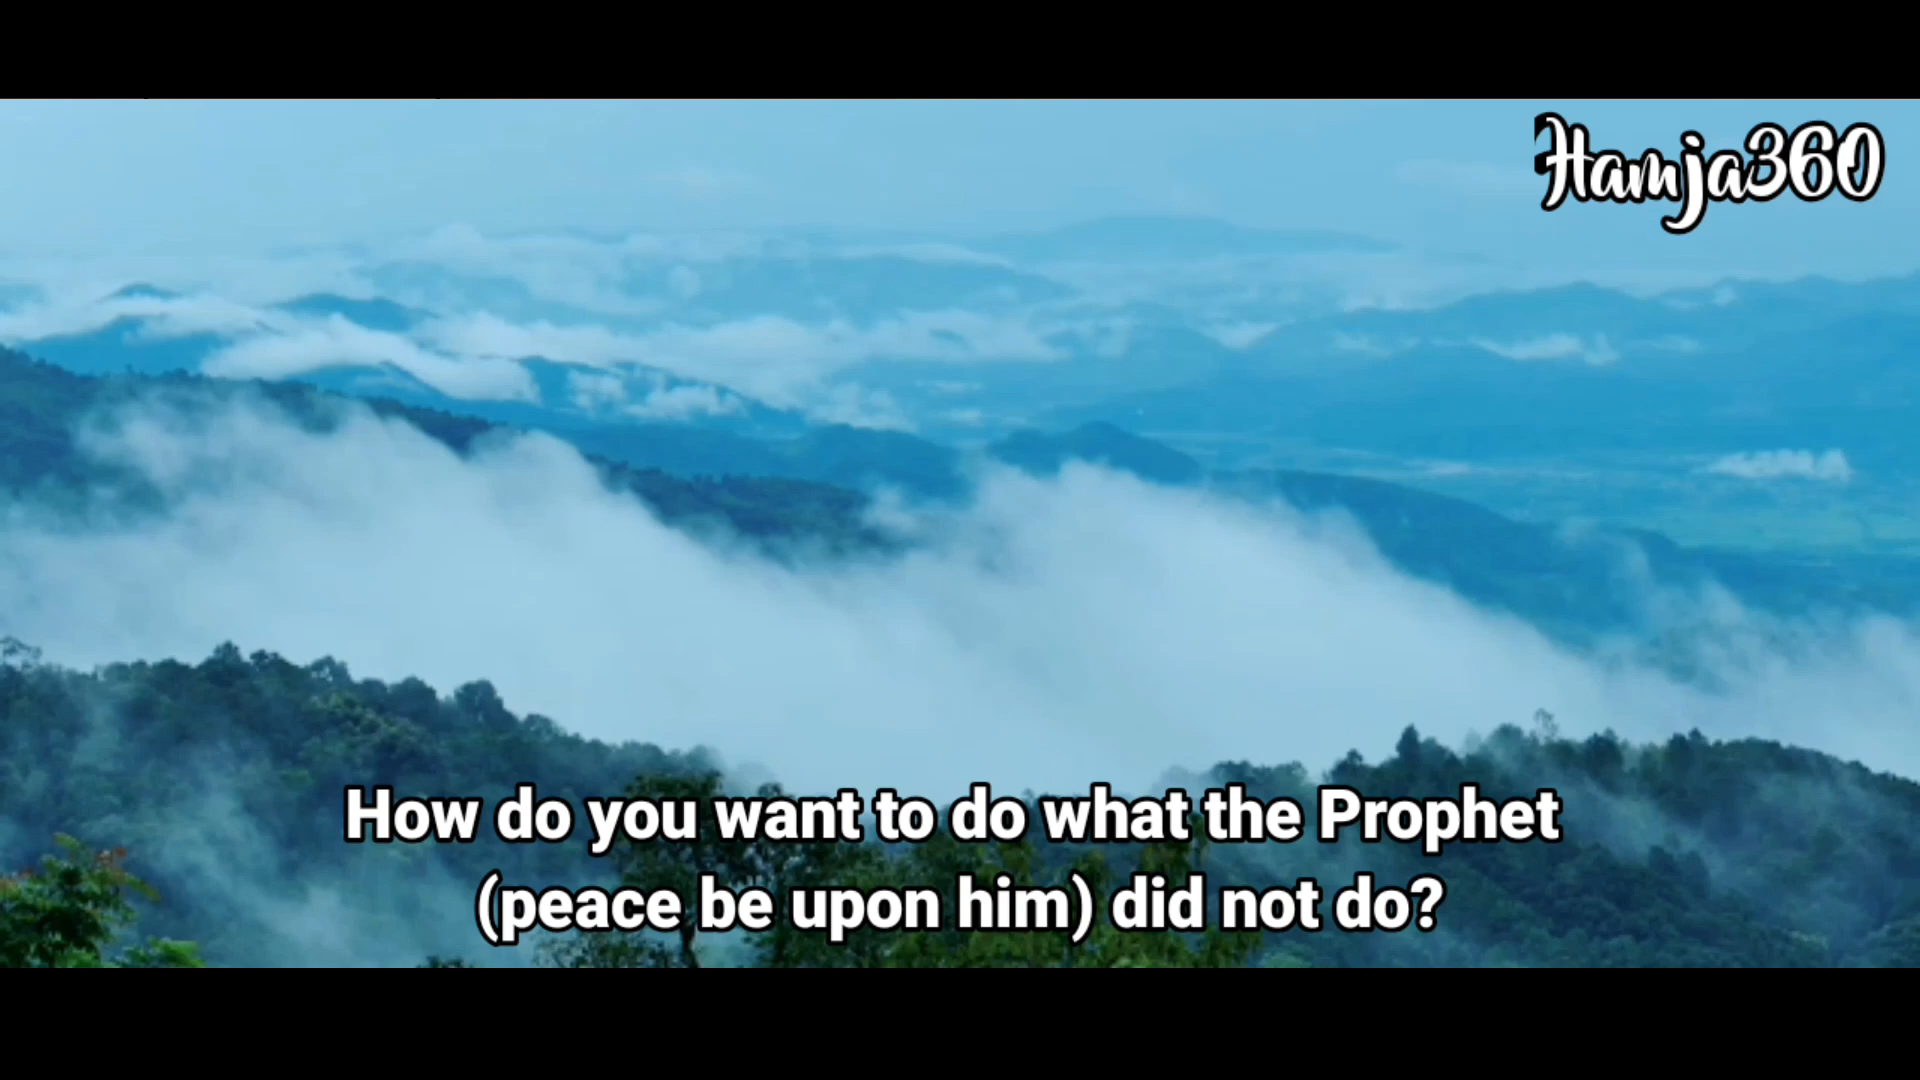 Hamja360
How do you want to do what the Prophet
(peace be upon him) did not do?